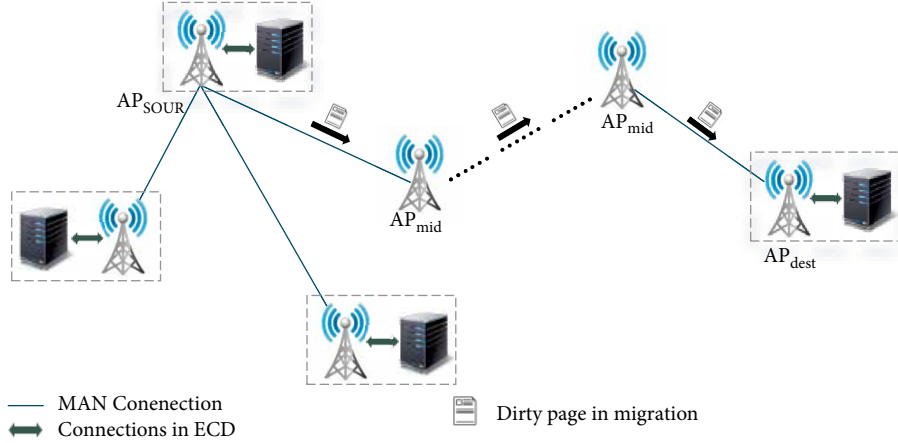 AP_SOUR
AP_mid
AP_mid
AP_dest
MAN Conenection
Connections in ECD
Dirty page in migration